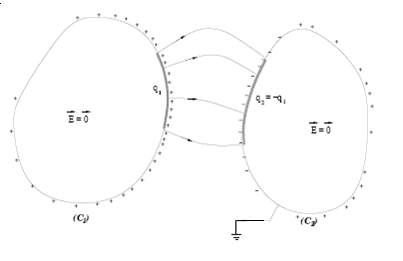 q₁
q₂ = -q₁
E⃗ = 0⃗
E⃗ = 0⃗
(C₁)
(C₂)